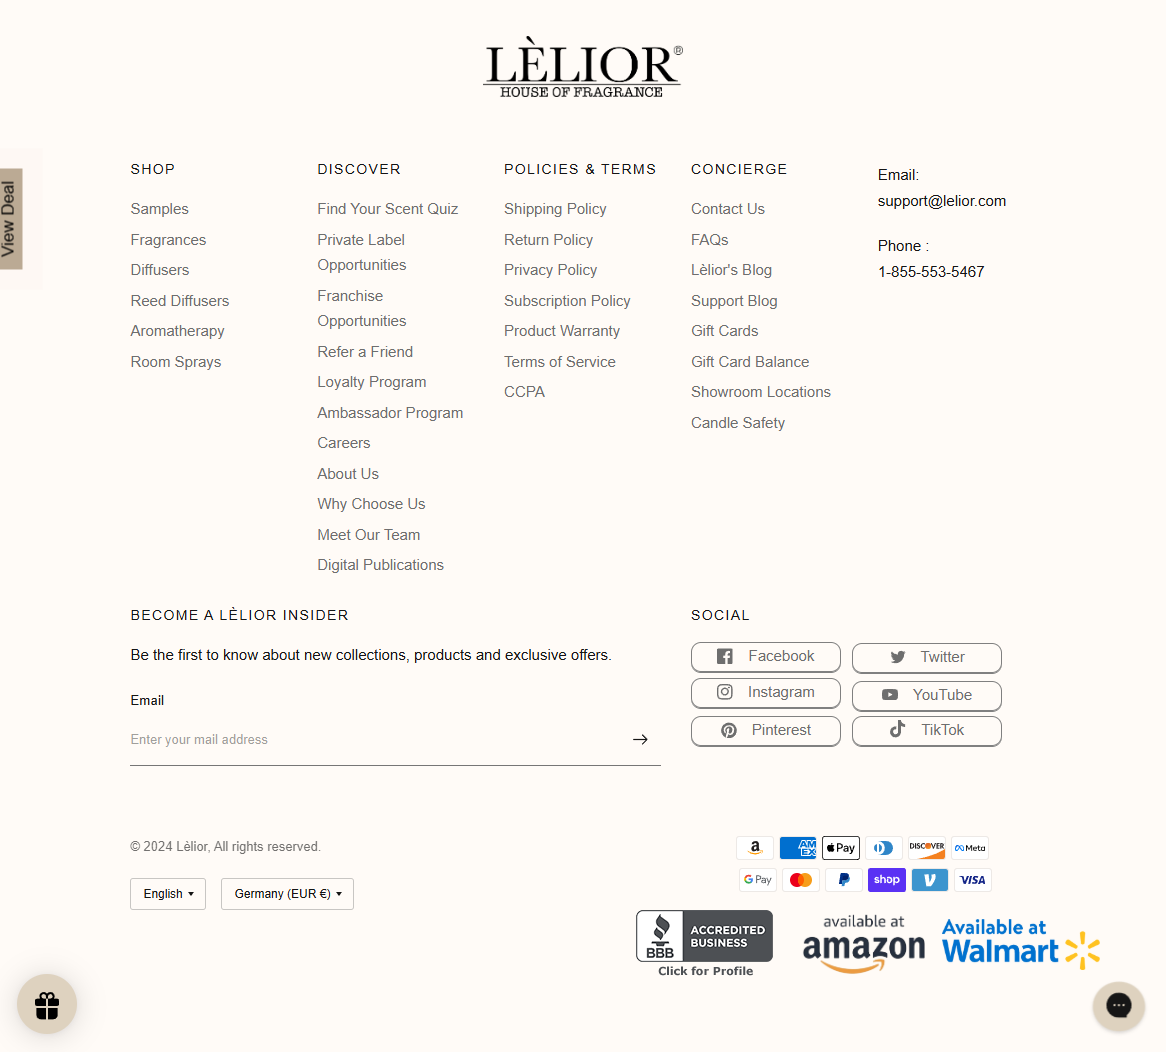 LÈLIOR®
HOUSE OF FRAGRANCE
View Deal
SHOP
Samples
Fragrances
Diffusers
Reed Diffusers
Aromatherapy
Room Sprays
DISCOVER
Find Your Scent Quiz
Private Label
Opportunities
Franchise
Opportunities
Refer a Friend
Loyalty Program
Ambassador Program
Careers
About Us
Why Choose Us
Meet Our Team
Digital Publications
POLICIES & TERMS
Shipping Policy
Return Policy
Privacy Policy
Subscription Policy
Product Warranty
Terms of Service
CCPA
CONCIERGE
Contact Us
FAQs
Lèlior's Blog
Support Blog
Gift Cards
Gift Card Balance
Showroom Locations
Candle Safety
Email:
support@lelior.com
Phone :
1-855-553-5467
BECOME A LÈLIOR INSIDER
Be the first to know about new collections, products and exclusive offers.
Email
Enter your mail address
SOCIAL
Facebook
Twitter
Instagram
YouTube
Pinterest
TikTok
© 2024 Lèlior, All rights reserved.
English
Germany (EUR €)
a AM EX Pay DISCOVER Meta
G Pay shop VISA
BBB
ACCREDITED
BUSINESS
Click for Profile
available at
amazon
Available at
Walmart